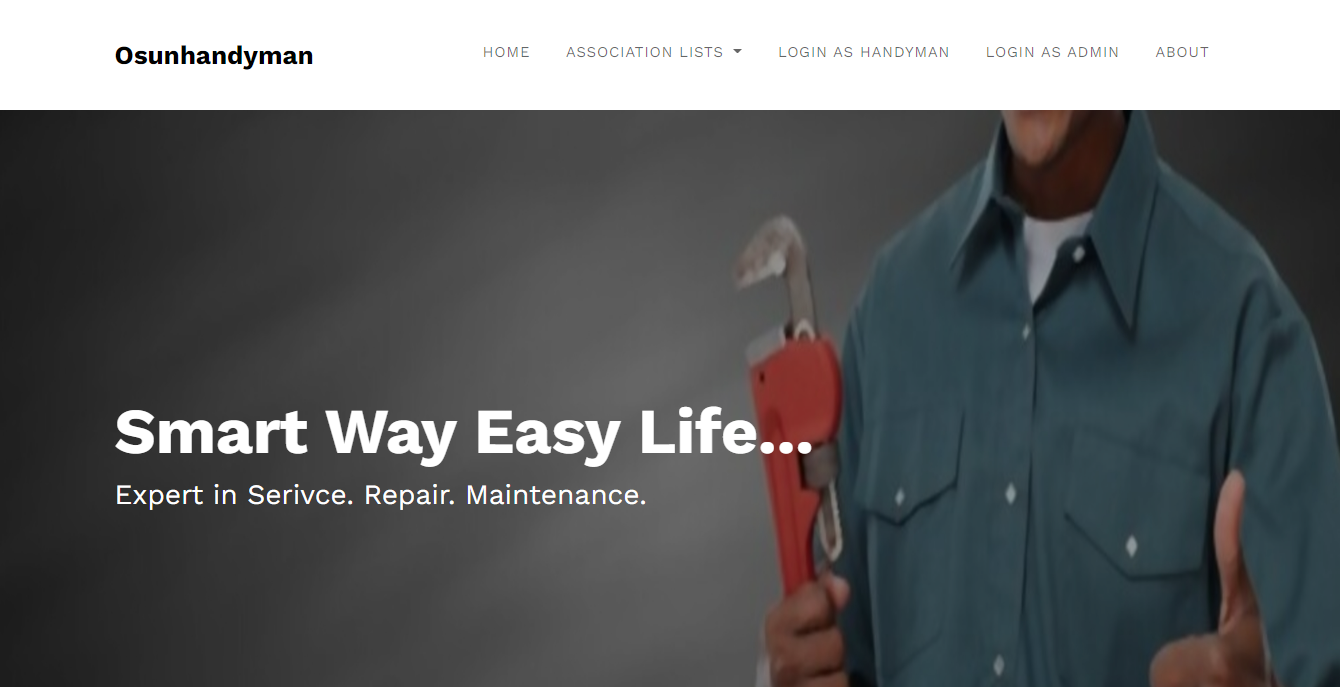 Osunhandyman
HOME
ASSOCIATION LISTS
LOGIN AS HANDYMAN
LOGIN AS ADMIN
ABOUT
Smart Way Easy Life...
Expert in Serivce. Repair. Maintenance.